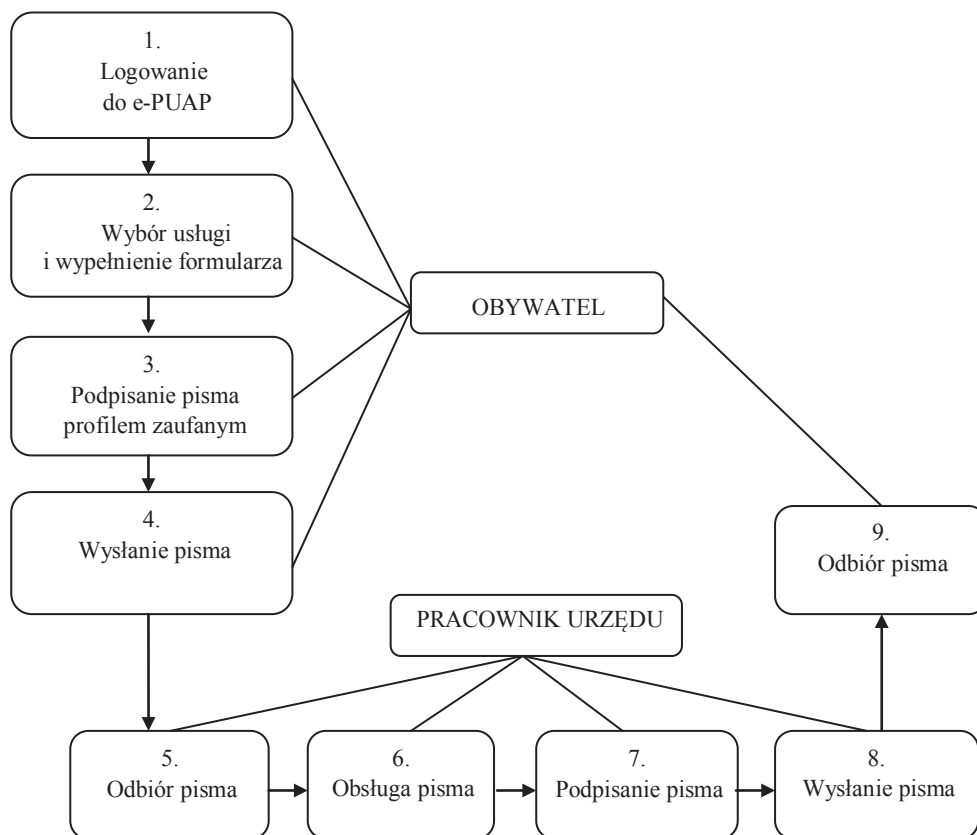 1.
Logowanie
do e-PUAP
2.
Wybór usługi
i wypełnienie formularza
3.
Podpisanie pisma
profilem zaufanym
4.
Wysłanie pisma
OBYWATEL
PRACOWNIK URZĘDU
5.
Odbiór pisma
6.
Obsługa pisma
7.
Podpisanie pisma
8.
Wysłanie pisma
9.
Odbiór pisma